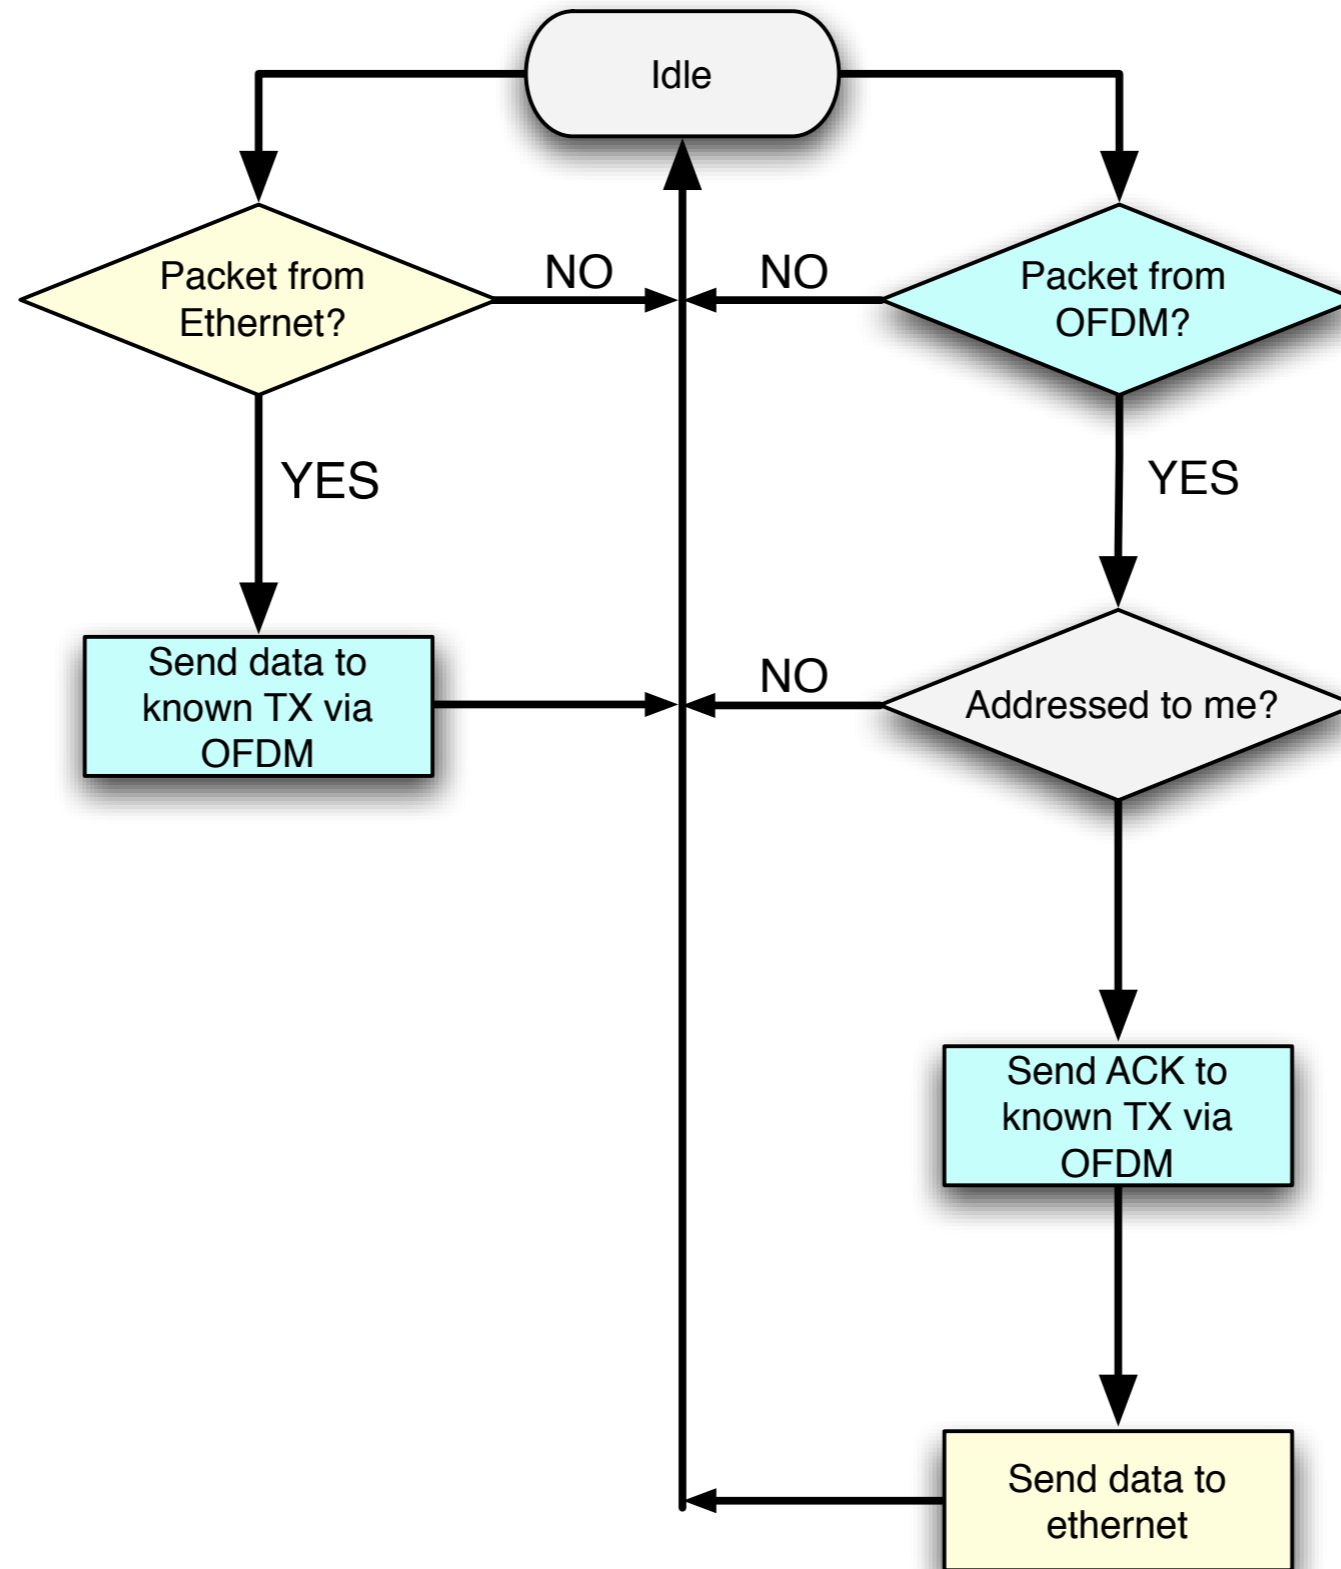 Idle
Packet from
Ethernet?
NO
NO
Packet from
OFDM?
YES
YES
Send data to
known TX via
OFDM
NO
Addressed to me?
Send ACK to
known TX via
OFDM
Send data to
ethernet